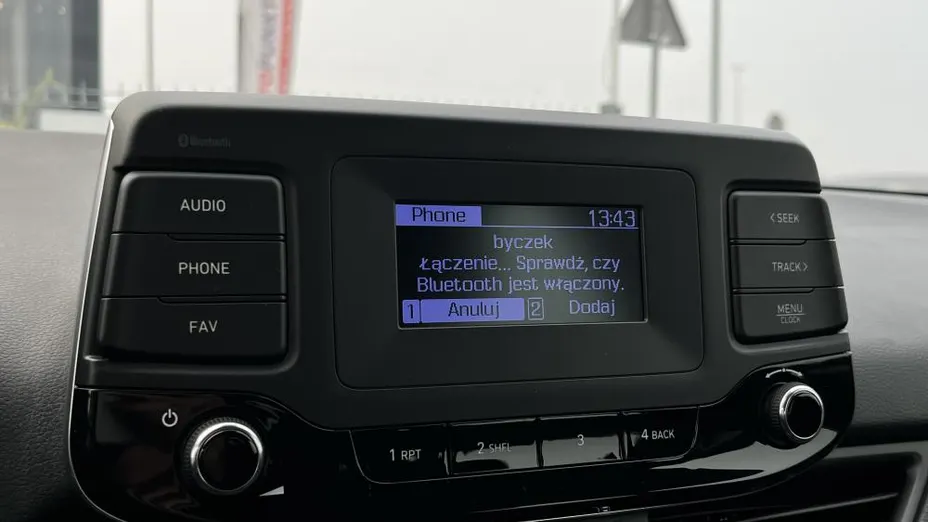 Bluetooth
AUDIO
PHONE
FAV
Phone 13:43
byczek
Łączenie... Sprawdź, czy
Bluetooth jest włączony.
1 Anuluj 2 Dodaj
< SEEK
TRACK >
MENU
CLOCK
1 RPT 2 SHFL 3 4 BACK